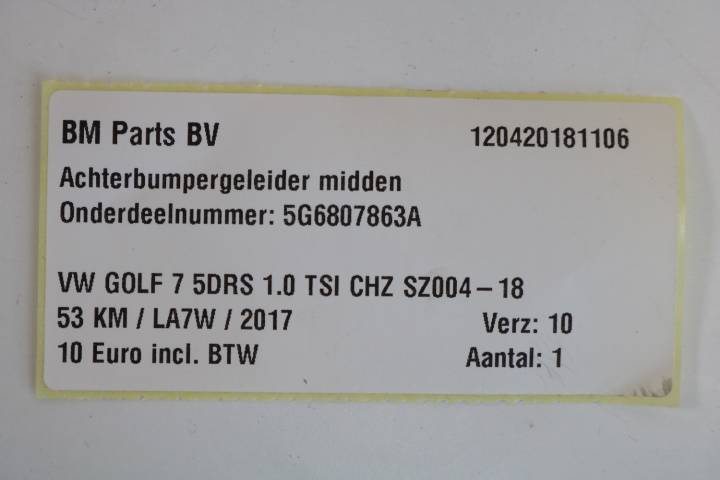 BM Parts BV 120420181106
Achterbumpergeleider midden
Onderdeelnummer: 5G6807863A
VW GOLF 7 5DRS 1.0 TSI CHZ SZ004-18
53 KM / LA7W / 2017 Verz: 10
10 Euro incl. BTW Aantal: 1